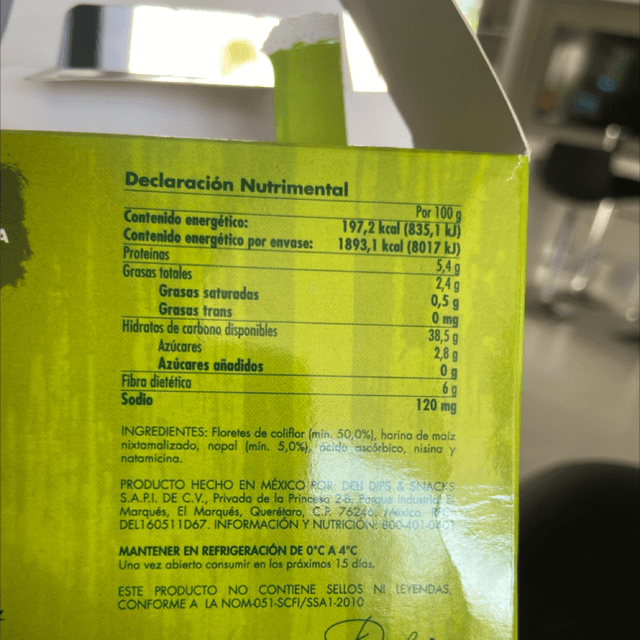 A
Declaración Nutrimental
Por 100 g
Contenido energético: 197,2 kcal (835,1 kJ)
Contenido energético por envase: 1893,1 kcal (8017 kJ)
Proteínas 5,4 g
Grasas totales 2,4 g
Grasas saturadas 0,5 g
Grasas trans 0 mg
Hidratos de carbono disponibles 38,5 g
Azúcares 2,8 g
Azúcares añadidos 0 g
Fibra dietética 6 g
Sodio 120 mg
INGREDIENTES: Floretes de coliflor (mín. 50,0%), harina de maíz
nixtamalizado, nopal (mín. 5,0%), ácido ascórbico, nisina y
natamicina.
PRODUCTO HECHO EN MÉXICO POR: DELI DIPS & SNACKS
S.A.P.I. DE C.V., Privada de la Princesa 2-B, Parque Industrial El
Marqués, El Marqués, Querétaro, C.P. 76246, México.
DEL160511D67. INFORMACIÓN Y NUTRICIÓN:
MANTENER EN REFRIGERACIÓN DE 0°C A 4°C
Una vez abierto consumir en los próximos 15 días.
ESTE PRODUCTO NO CONTIENE SELLOS NI LEYENDAS,
CONFORME A LA NOM-051-SCFI/SSA1-2010